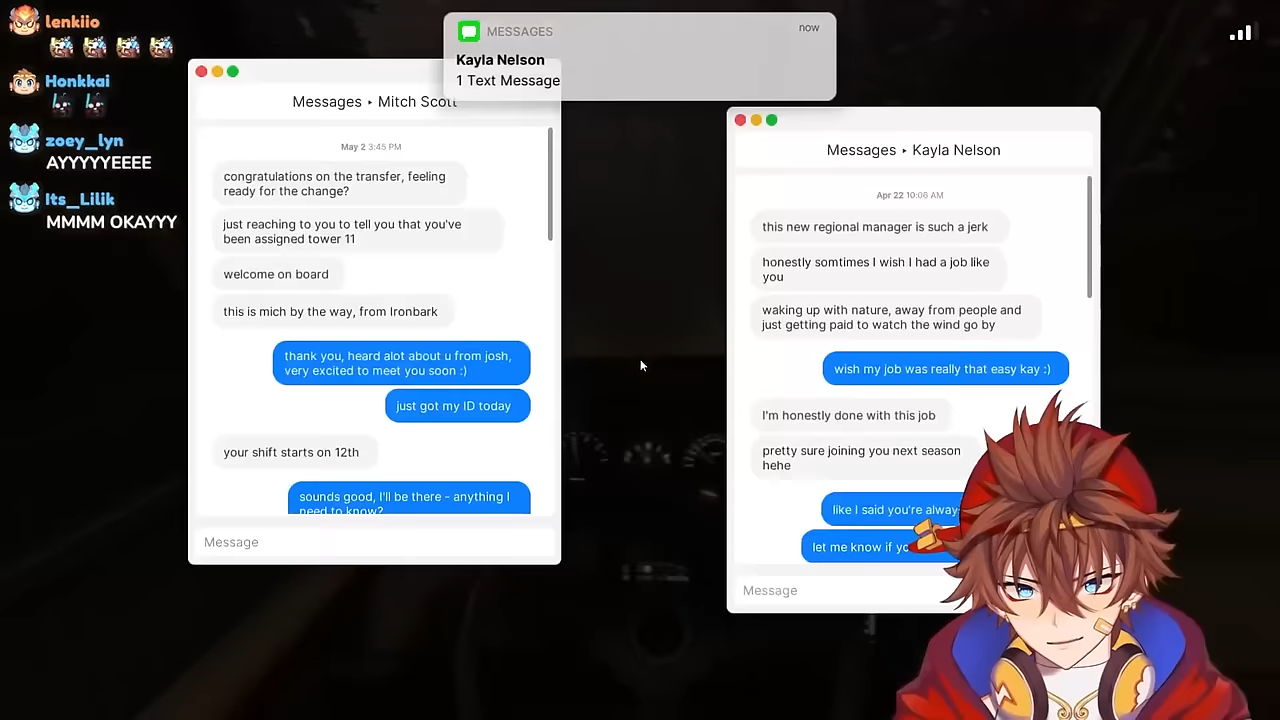 lenkiio
Honkkai
zoey_lyn
AYYYYYEEEE
Its_Lilik
MMMM OKAYYY
MESSAGES
now
Kayla Nelson
1 Text Message
Messages ▸ Mitch Scott
May 2 3:45 PM
congratulations on the transfer, feeling
ready for the change?
just reaching to you to tell you that you've
been assigned tower 11
welcome on board
this is mich by the way, from Ironbark
thank you, heard alot about u from josh,
very excited to meet you soon :)
just got my ID today
your shift starts on 12th
sounds good, I'll be there - anything I
need to know?
Message
Messages ▸ Kayla Nelson
Apr 22 10:06 AM
this new regional manager is such a jerk
honestly somtimes I wish I had a job like
you
waking up with nature, away from people and
just getting paid to watch the wind go by
wish my job was really that easy kay :)
I'm honestly done with this job
pretty sure joining you next season
hehe
like I said you're alway
let me know if yo
Message